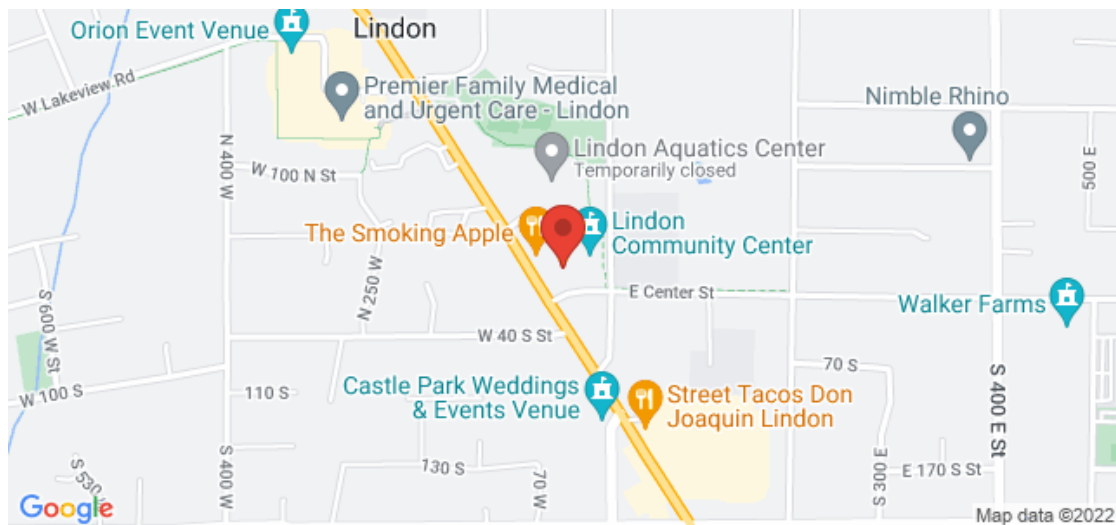 Orion Event Venue
Lindon
W Lakeview Rd
Premier Family Medical
and Urgent Care - Lindon
Nimble Rhino
Lindon Aquatics Center
Temporarily closed
N 400 W
W 100 N St
500 E
The Smoking Apple
Lindon
Community Center
N 250 W
E Center St
Walker Farms
S 600 W St
W 40 S St
W 100 S
110 S
70 S
Castle Park Weddings
& Events Venue
Street Tacos Don
Joaquin Lindon
S 400 E St
S 400 W
S 530 W
130 S
70 W
S 300 E
E 170 S St
Google
Map data ©2022